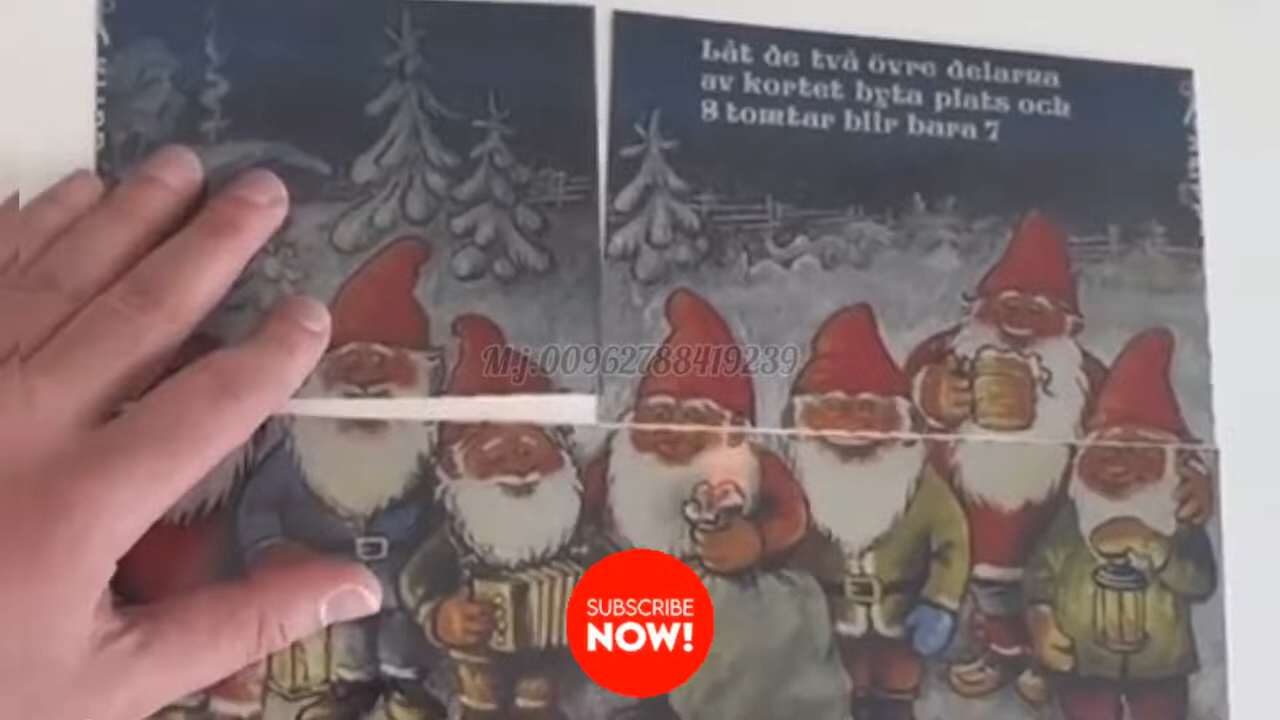 Låt de två övre delarna
av kortet byta plats och
8 tomtar blir bara 7
Mj:00962788419239
SUBSCRIBE
NOW!